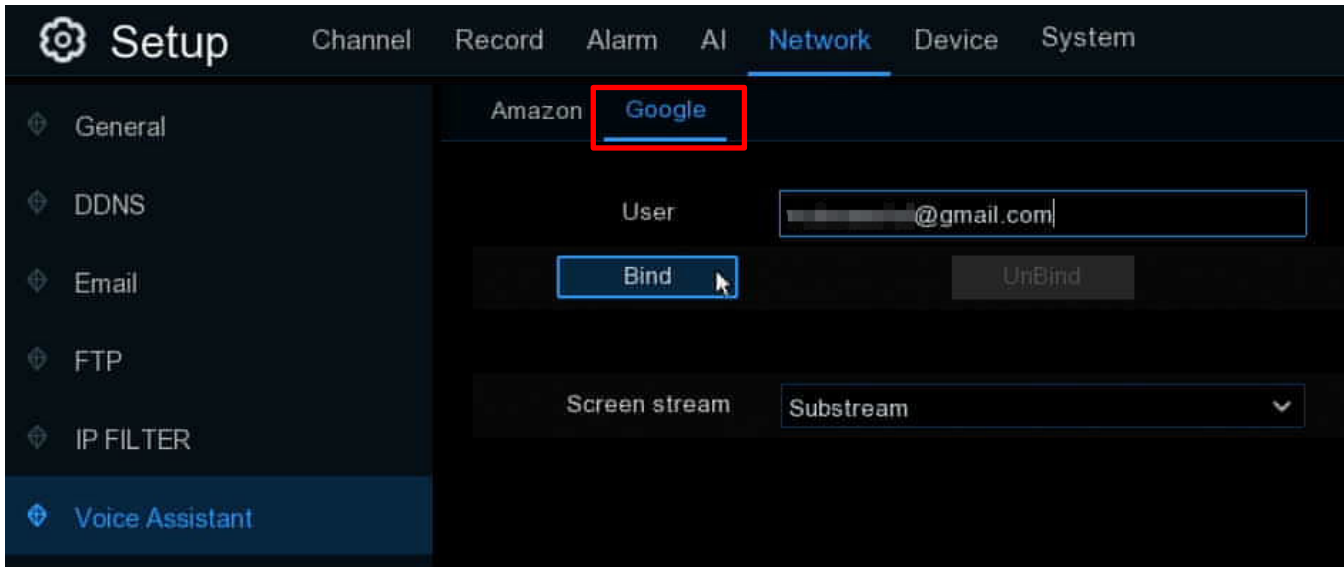 Setup Channel Record Alarm AI Network Device System
Amazon Google
General
DDNS
User @gmail.com
Email
Bind UnBind
FTP
Screen stream Substream
IP FILTER
Voice Assistant